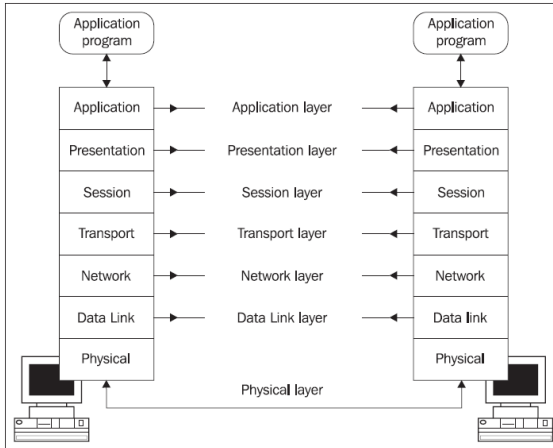 Application
program
Application
program
Application
Application layer
Application
Presentation
Presentation layer
Presentation
Session
Session layer
Session
Transport
Transport layer
Transport
Network
Network layer
Network
Data Link
Data Link layer
Data link
Physical
Physical
Physical layer